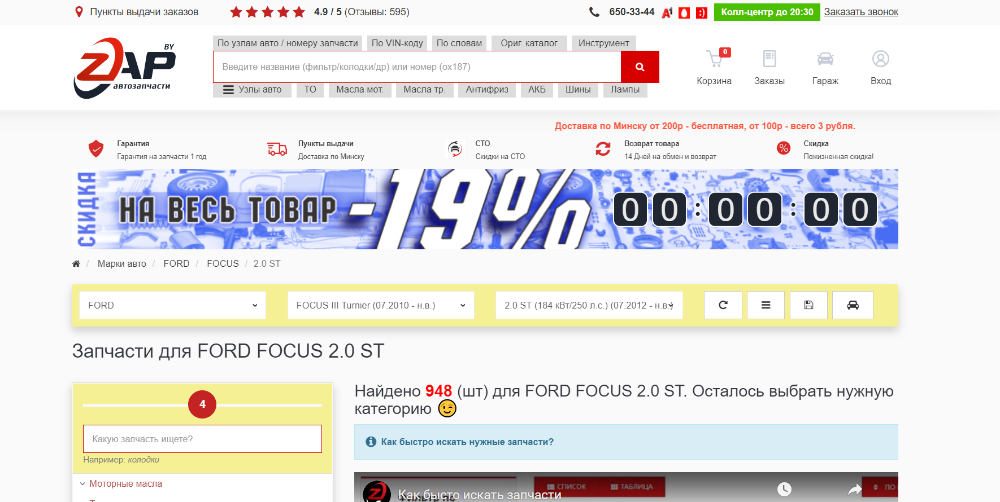 Пункты выдачи заказов
4.9 / 5 (Отзывы: 595)
650-33-44
A1
Колл-центр до 20:30
Заказать звонок
ZAP BY
автозапчасти
По узлам авто / номеру запчасти
По VIN-коду
По словам
Ориг. каталог
Инструмент
Введите название (фильтр/колодки/др) или номер (ox187)
Узлы авто
ТО
Масла мот.
Масла тр.
Антифриз
АКБ
Шины
Лампы
0
Корзина
Заказы
Гараж
Вход
Доставка по Минску от 200р - бесплатная, от 100р - всего 3 рубля.
Гарантия
Гарантия на запчасти 1 год
Пункты выдачи
Доставка по Минску
СТО
Скидки на СТО
Возврат товара
14 Дней на обмен и возврат
Скидка
Пожизненная скидка!
СКИДКА
НА ВЕСЬ ТОВАР -19%
00:00:00
/ Марки авто / FORD / FOCUS / 2.0 ST
FORD
FOCUS III Turnier (07.2010 - н.в.)
2.0 ST (184 кВт/250 л.с.) (07.2012 - н.в.)
Запчасти для FORD FOCUS 2.0 ST
4
Какую запчасть ищете?
Например: колодки
Моторные масла
Найдено 948 (шт) для FORD FOCUS 2.0 ST. Осталось выбрать нужную
категорию
Как быстро искать нужные запчасти?
СПИСОК
ТАБЛИЦА
ПО
Как бысто искать запчасти